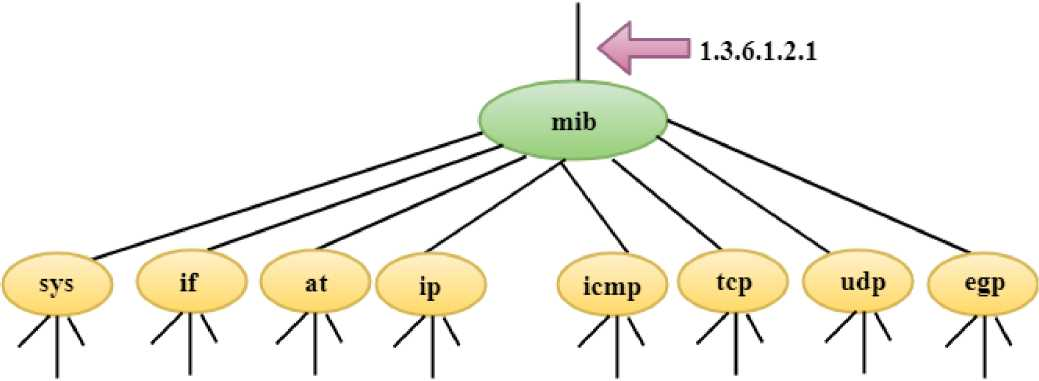 1.3.6.1.2.1
mib
sys
if
at
ip
icmp
tcp
udp
egp